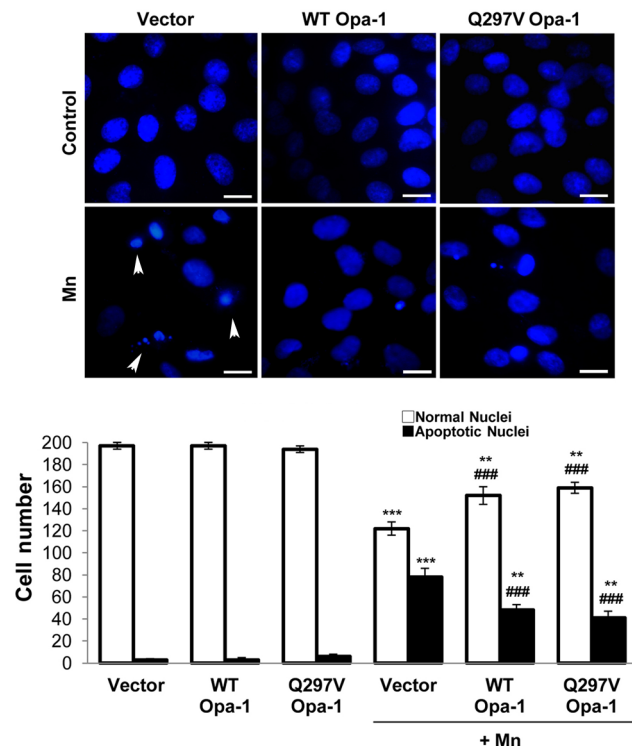 Vector WT Opa-1 Q297V Opa-1
Control
Mn
Normal Nuclei
Apoptotic Nuclei
Cell number
200
180
160
140
120
100
80
60
40
20
0
*** *** ** ### ** ### ** ### ** ###
Vector WT Opa-1 Q297V Opa-1 Vector WT Opa-1 Q297V Opa-1
+ Mn